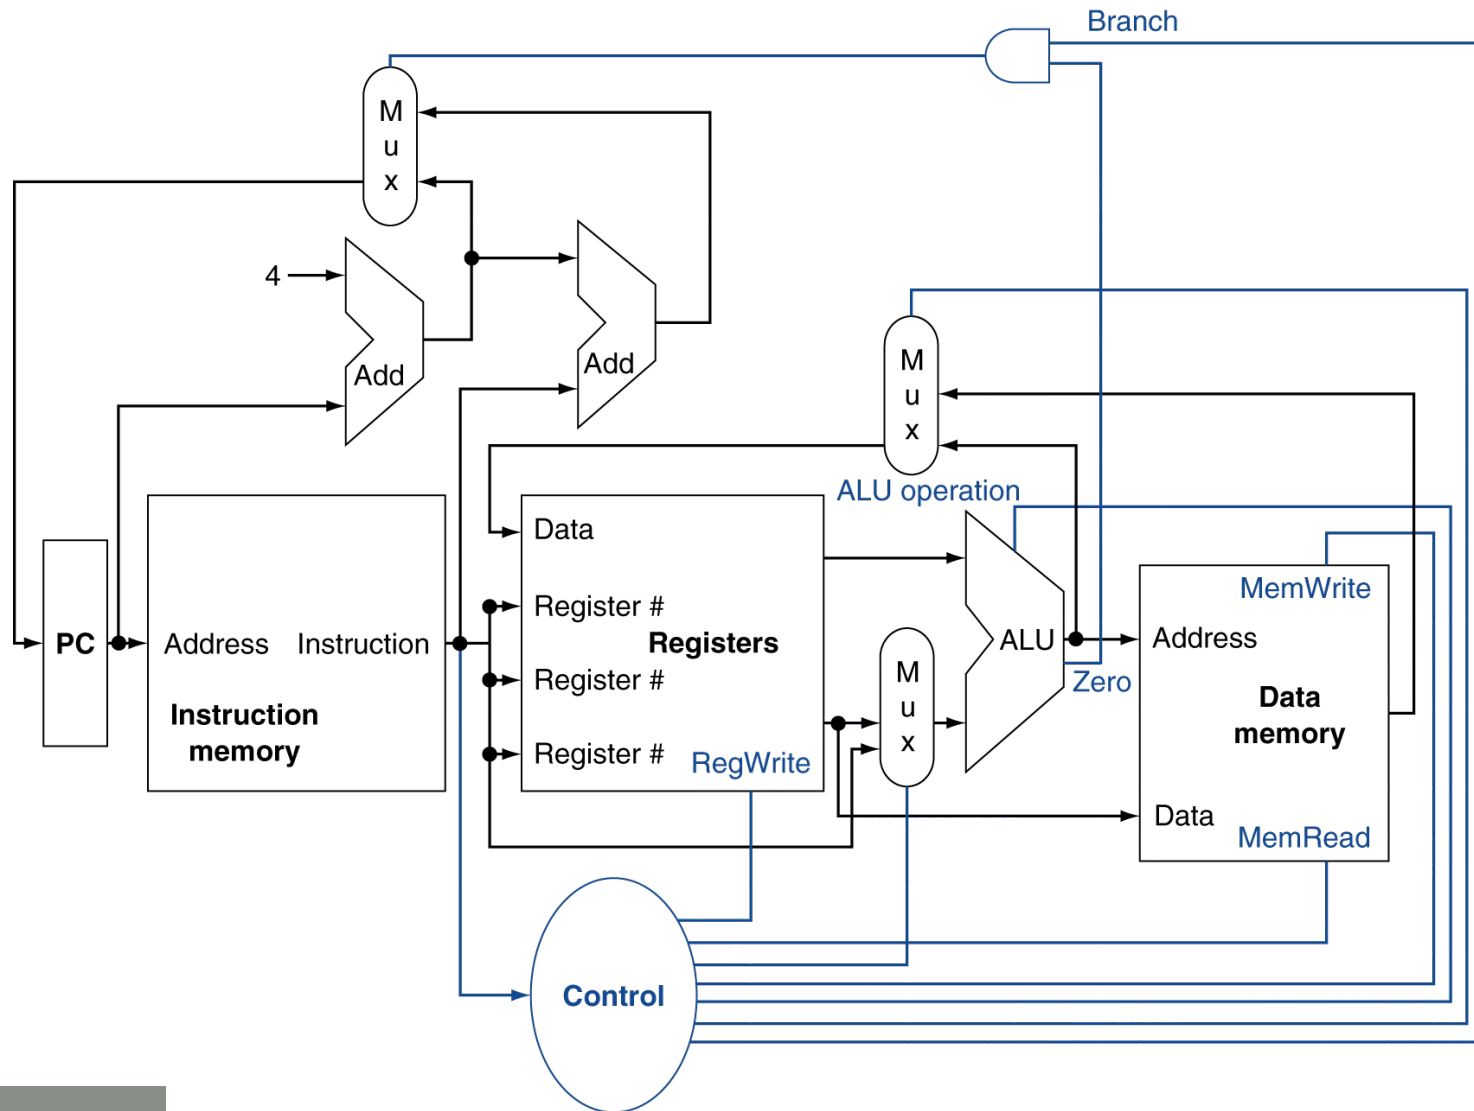 Branch
M
u
x
4
Add
Add
M
u
x
ALU operation
Data
Register #
Registers
Register #
Register #
RegWrite
PC
Address
Instruction
Instruction
memory
M
u
x
ALU
Zero
MemWrite
Address
Data
memory
Data
MemRead
Control